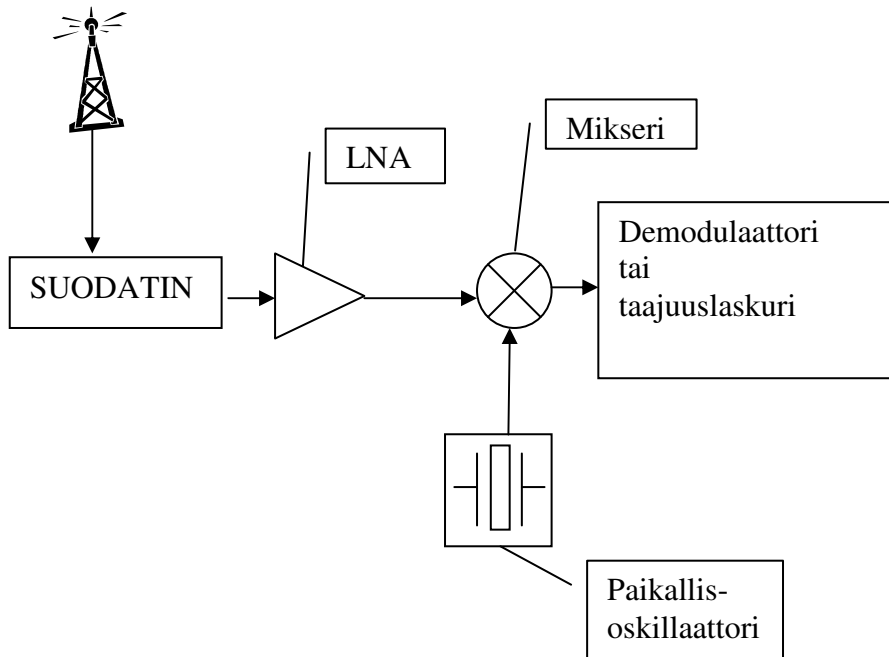 LNA
Mikseri
SUODATIN
Demodulaattori
tai
taajuuslaskuri
Paikallis-
oskillaattori